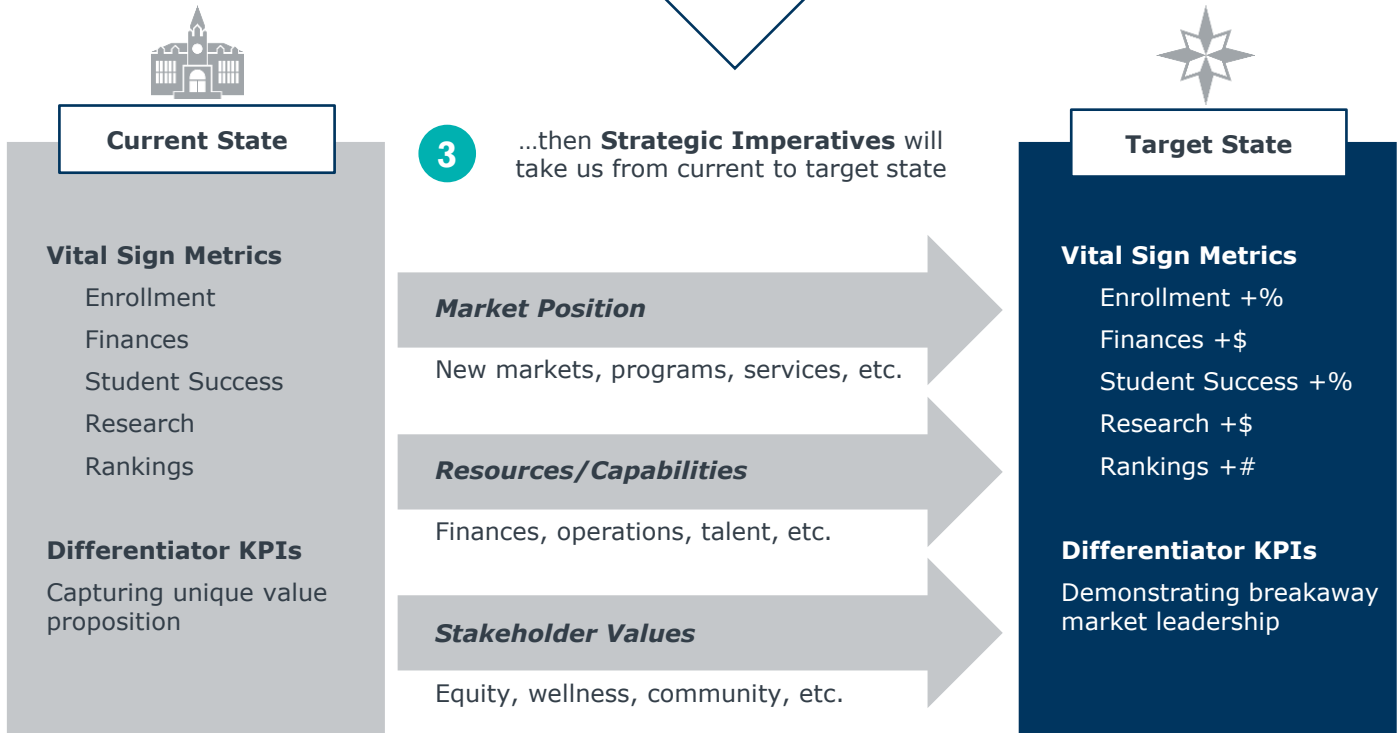 Current State
3
…then Strategic Imperatives will
take us from current to target state
Target State
Vital Sign Metrics
Enrollment
Finances
Student Success
Research
Rankings
Differentiator KPIs
Capturing unique value
proposition
Market Position
New markets, programs, services, etc.
Resources/Capabilities
Finances, operations, talent, etc.
Stakeholder Values
Equity, wellness, community, etc.
Vital Sign Metrics
Enrollment +%
Finances +$
Student Success +%
Research +$
Rankings +#
Differentiator KPIs
Demonstrating breakaway
market leadership